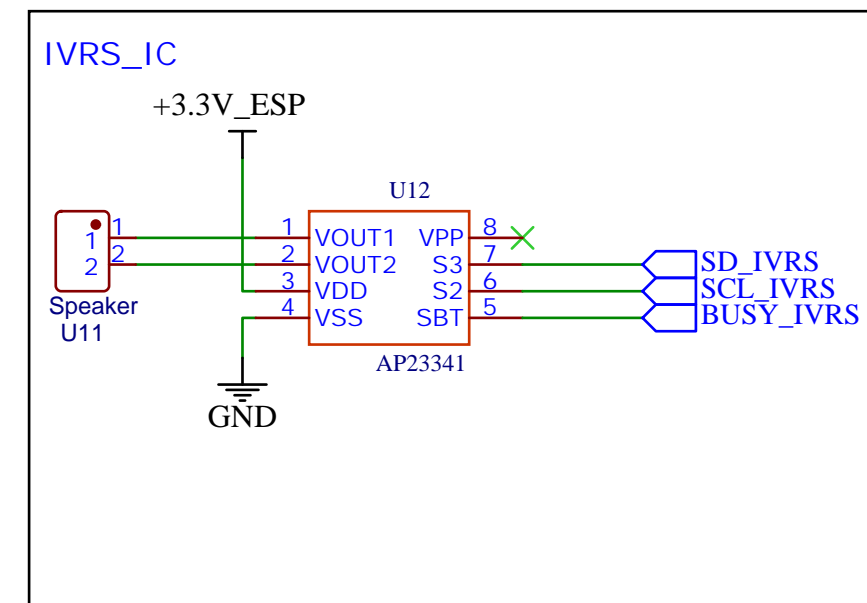 IVRS_IC
+3.3V_ESP
U12
1
1
1
VOUT1
VPP
8
2
2
2
VOUT2
S3
7
SD_IVRS
3
VDD
S2
6
SCL_IVRS
4
VSS
SBT
5
BUSY_IVRS
Speaker
U11
AP23341
GND